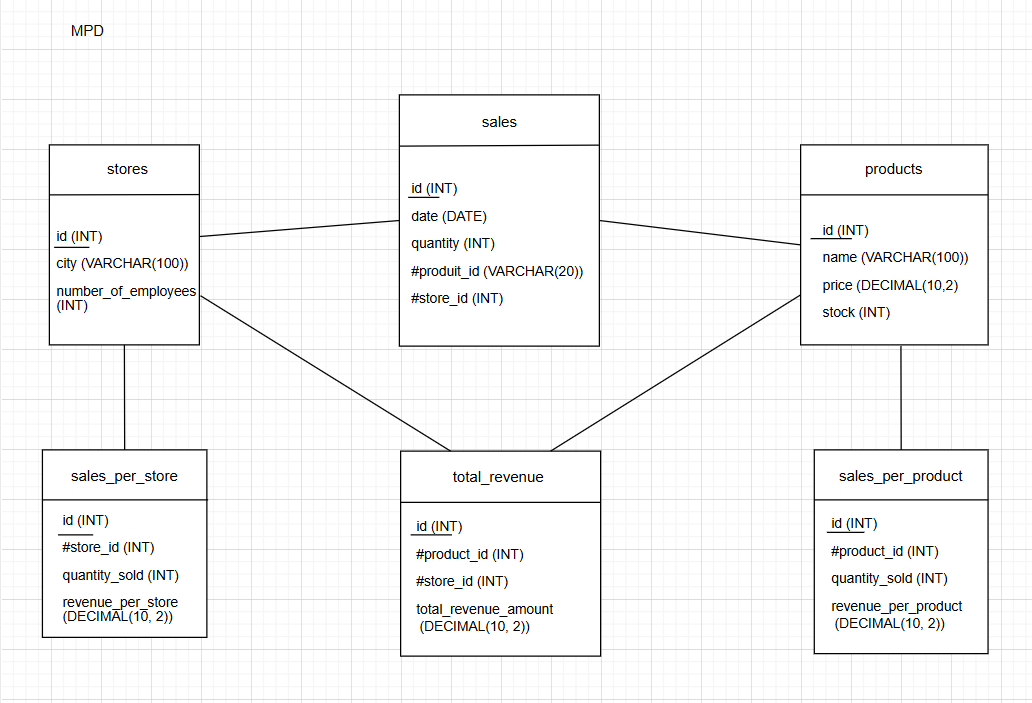 MPD
stores
id (INT)
city (VARCHAR(100))
number_of_employees
(INT)
sales
id (INT)
date (DATE)
quantity (INT)
#produit_id (VARCHAR(20))
#store_id (INT)
products
id (INT)
name (VARCHAR(100))
price (DECIMAL(10,2)
stock (INT)
sales_per_store
id (INT)
#store_id (INT)
quantity_sold (INT)
revenue_per_store
(DECIMAL(10, 2))
total_revenue
id (INT)
#product_id (INT)
#store_id (INT)
total_revenue_amount
(DECIMAL(10, 2))
sales_per_product
id (INT)
#product_id (INT)
quantity_sold (INT)
revenue_per_product
(DECIMAL(10, 2))